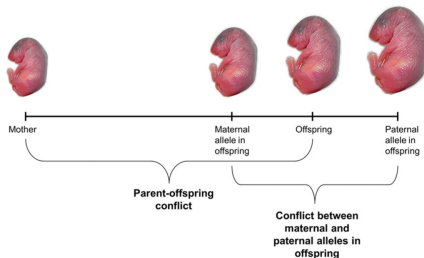 Mother
Maternal
allele in
offspring
Offspring
Paternal
allele in
offspring
Parent-offspring
conflict
Conflict between
maternal and
paternal alleles in
offspring